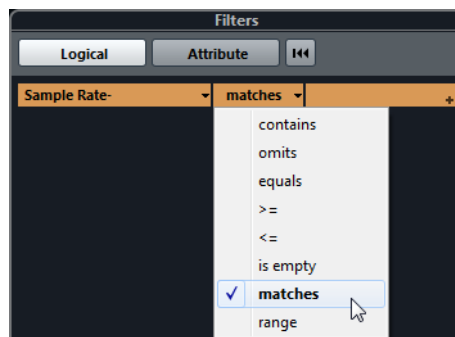 Filters
Logical Attribute
Sample Rate- matches +
contains
omits
equals
>=
<=
is empty
✓ matches
range